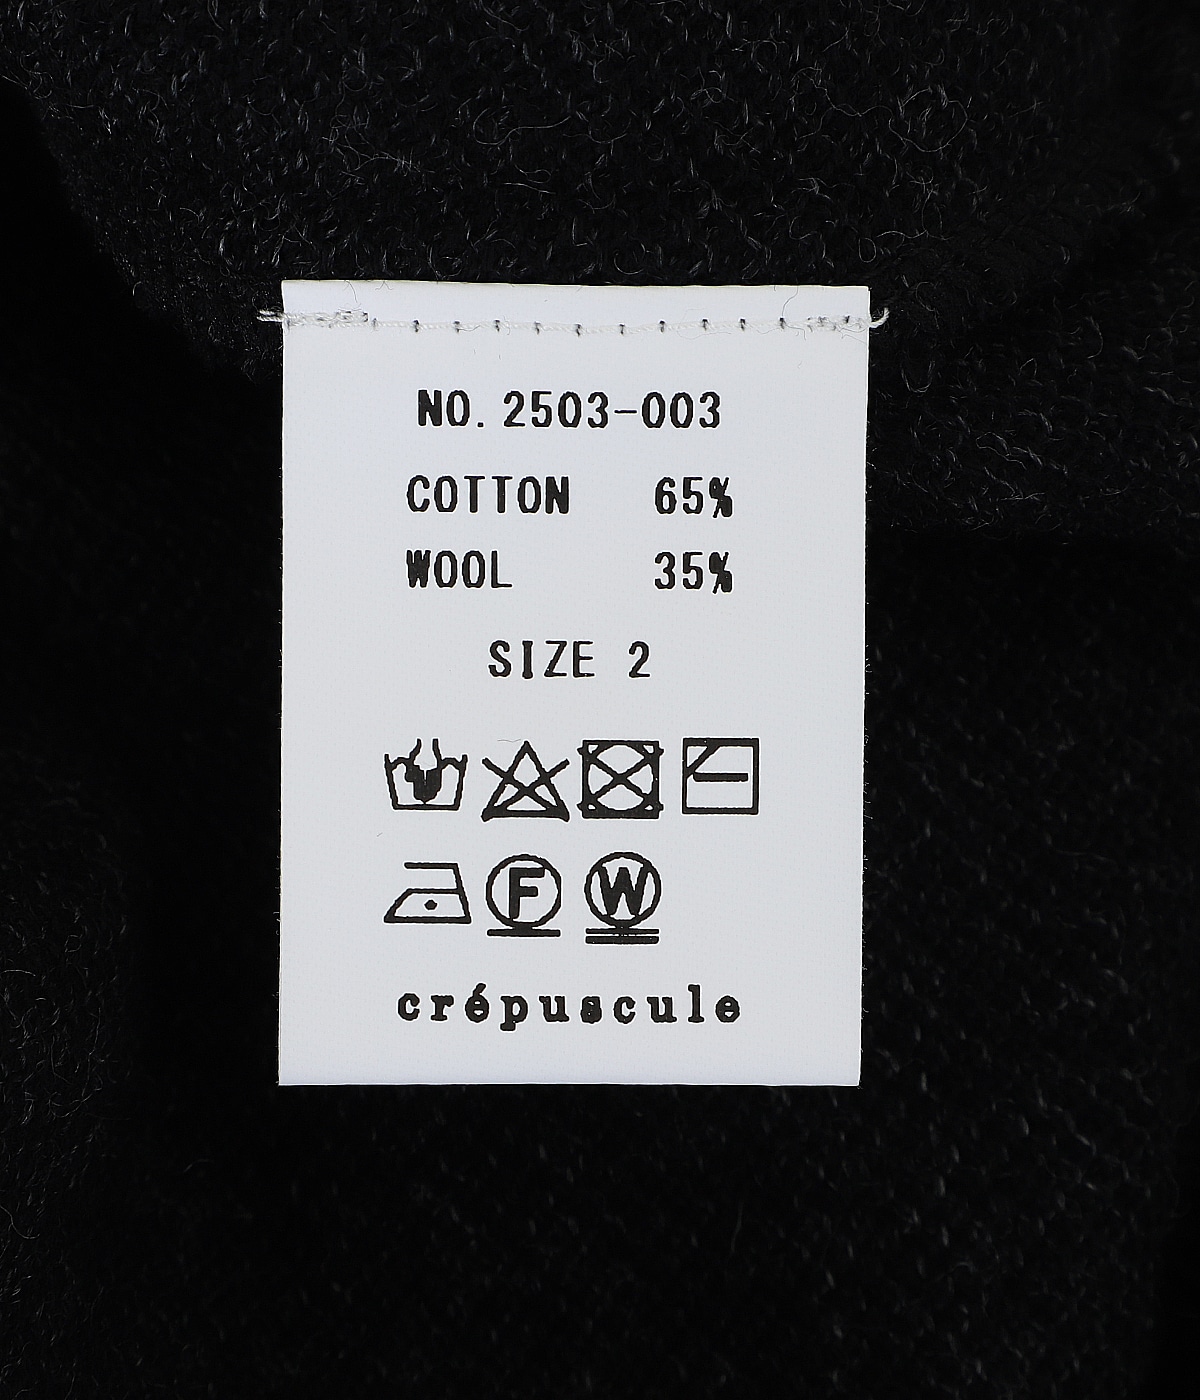 NO. 2503-003
COTTON 65%
WOOL 35%
SIZE 2
F W
crépuscule